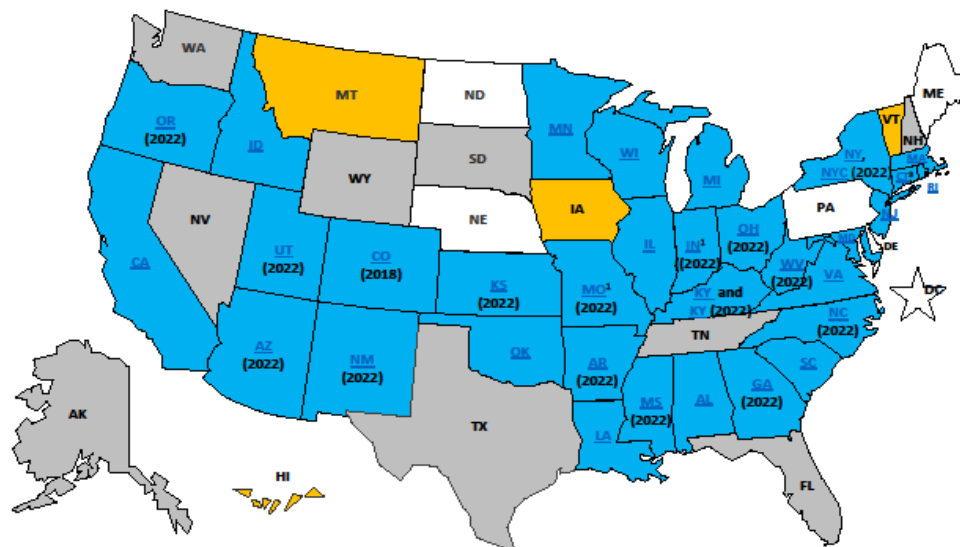 WA
MT
ND
ME
VT
NH
OR
(2022)
ID
MN
WI
MI
NY,
NYC (2022)
MA
RI
SD
WY
NE
IA
PA
NJ
NV
UT
(2022)
CO
(2018)
CA
KS
(2022)
MO¹
(2022)
IL
IN¹
((2022)
OH
(2022)
WV
(2022)
VA
MD
DE
DC
KY and
KY (2022)
TN
NC
(2022)
SC
AZ
(2022)
NM
(2022)
OK
AR
(2022)
MS
(2022)
AL
GA
(2022)
LA
TX
FL
AK
HI